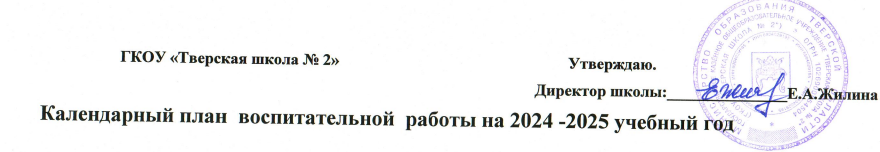 ГКОУ «Тверская школа № 2»
Утверждаю.
Директор школы: Е.А.Жилина
Календарный план воспитательной работы на 2024 -2025 учебный год